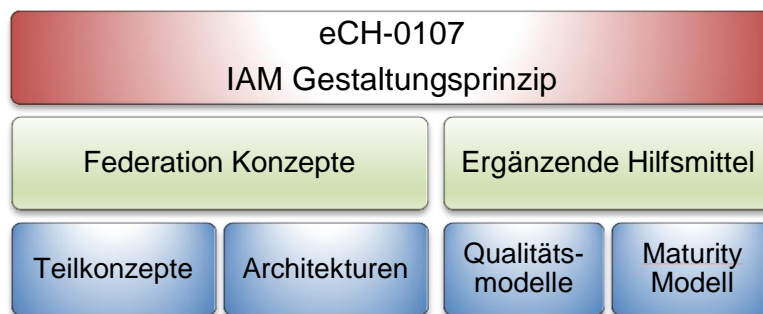 eCH-0107
IAM Gestaltungsprinzip
Federation Konzepte
Ergänzende Hilfsmittel
Teilkonzepte
Architekturen
Qualitäts-
modelle
Maturity
Modell